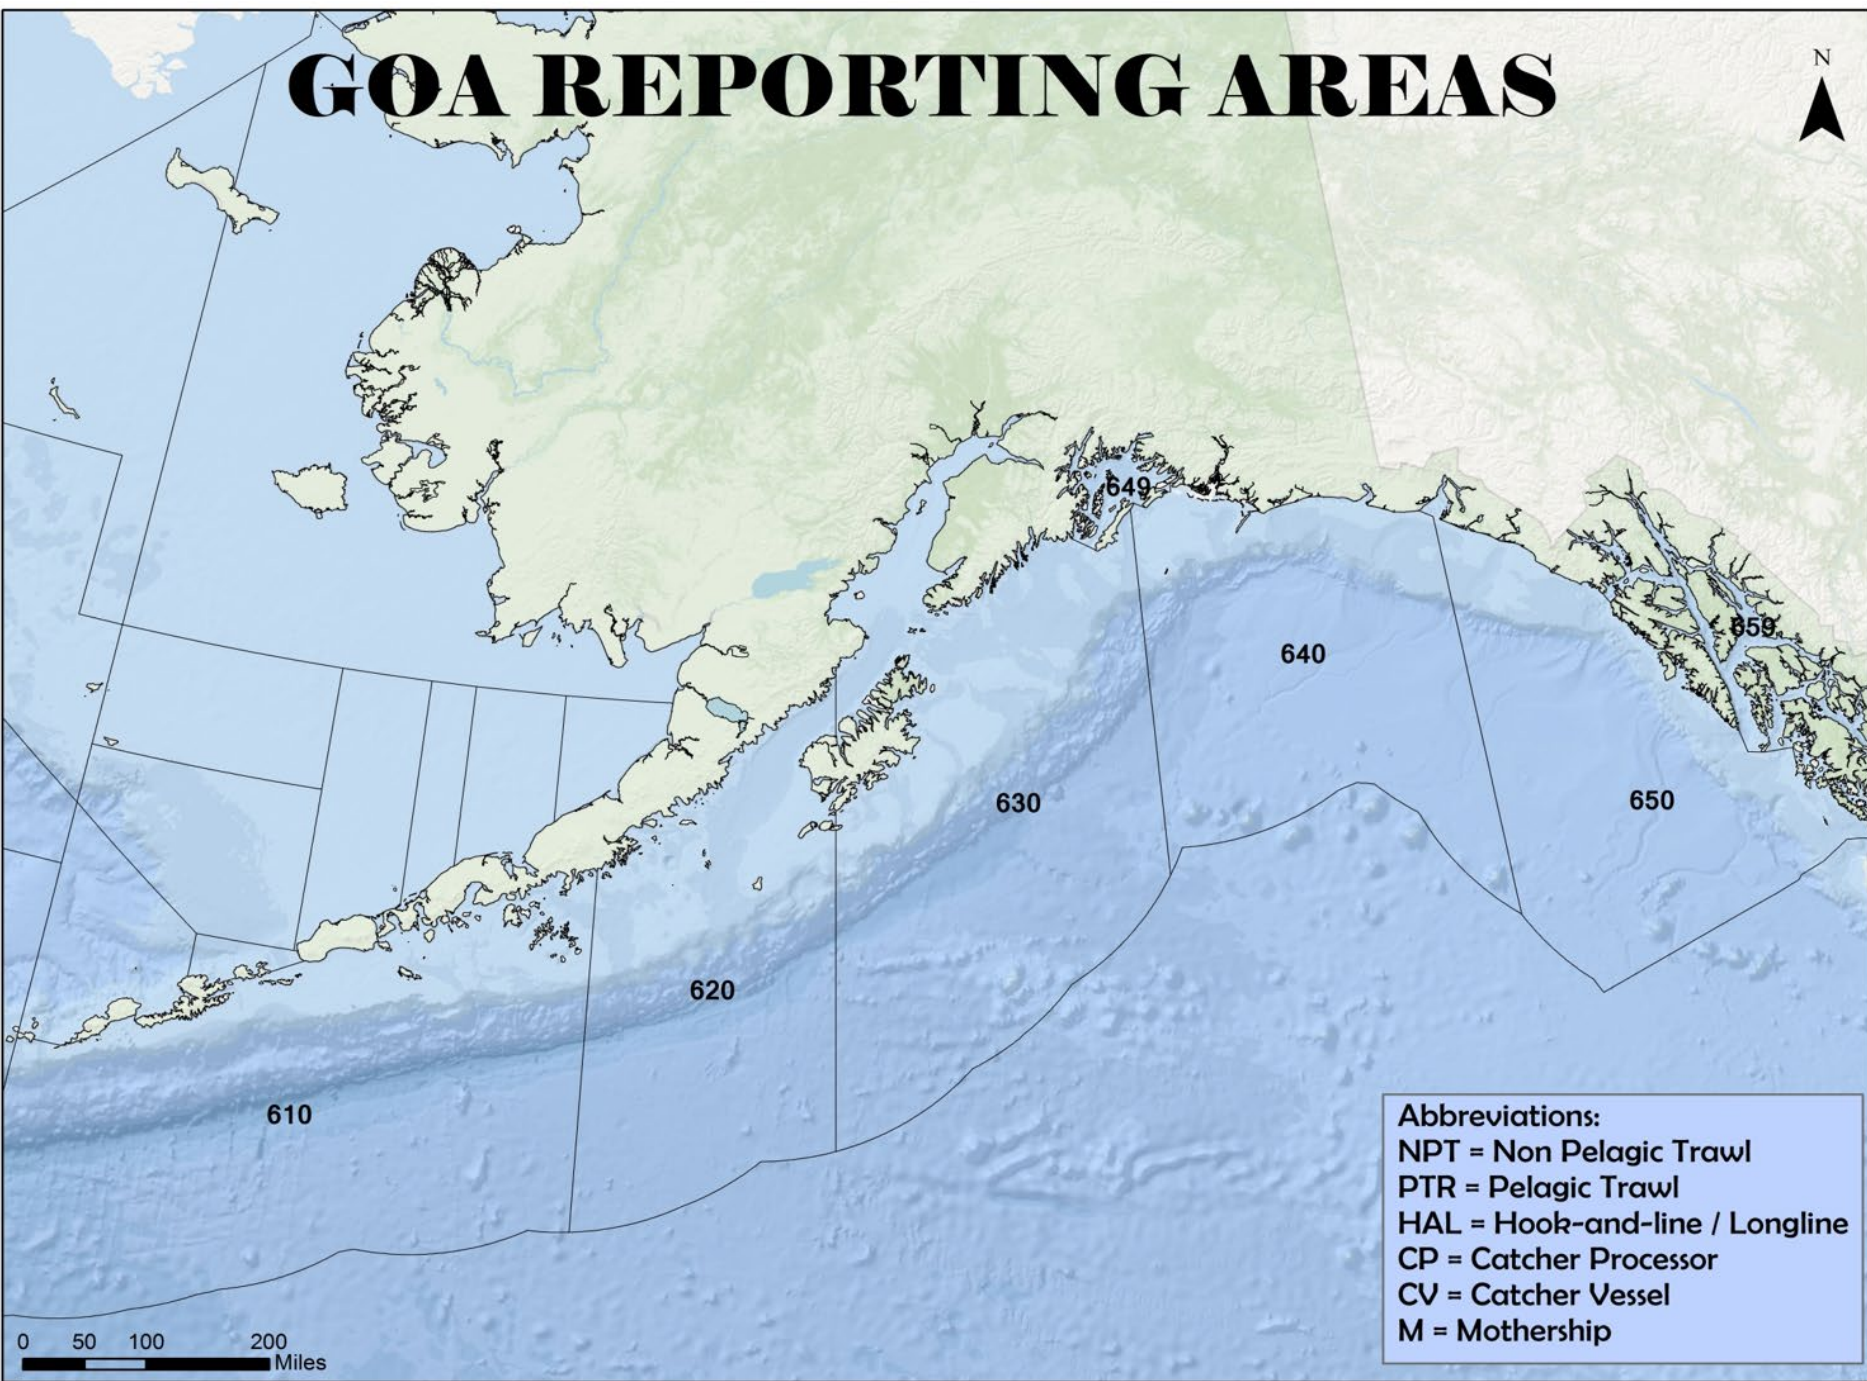 GOA REPORTING AREAS
N
649
659
640
650
630
620
610
Abbreviations:
NPT = Non Pelagic Trawl
PTR = Pelagic Trawl
HAL = Hook-and-line / Longline
CP = Catcher Processor
CV = Catcher Vessel
M = Mothership
0 50 100 200
Miles